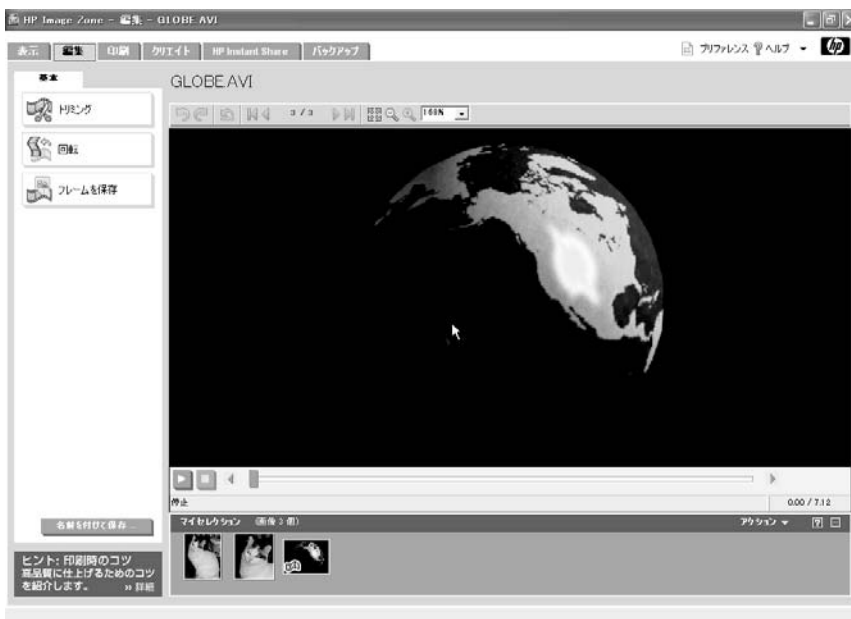 HP Image Zone - 編集 - GLOBE.AVI
表示 編集 印刷 クリエイト HP Instant Share バックアップ
プリファレンス ヘルプ
hp
基本
GLOBE.AVI
トリミング
3 / 3
168%
回転
フレームを保存
停止
0.00 / 7.12
名前を付けて保存...
マイセレクション (画像 3 個)
アクション
?
ヒント: 印刷時のコツ
高品質に仕上げるためのコツ
を紹介します。 » 詳細